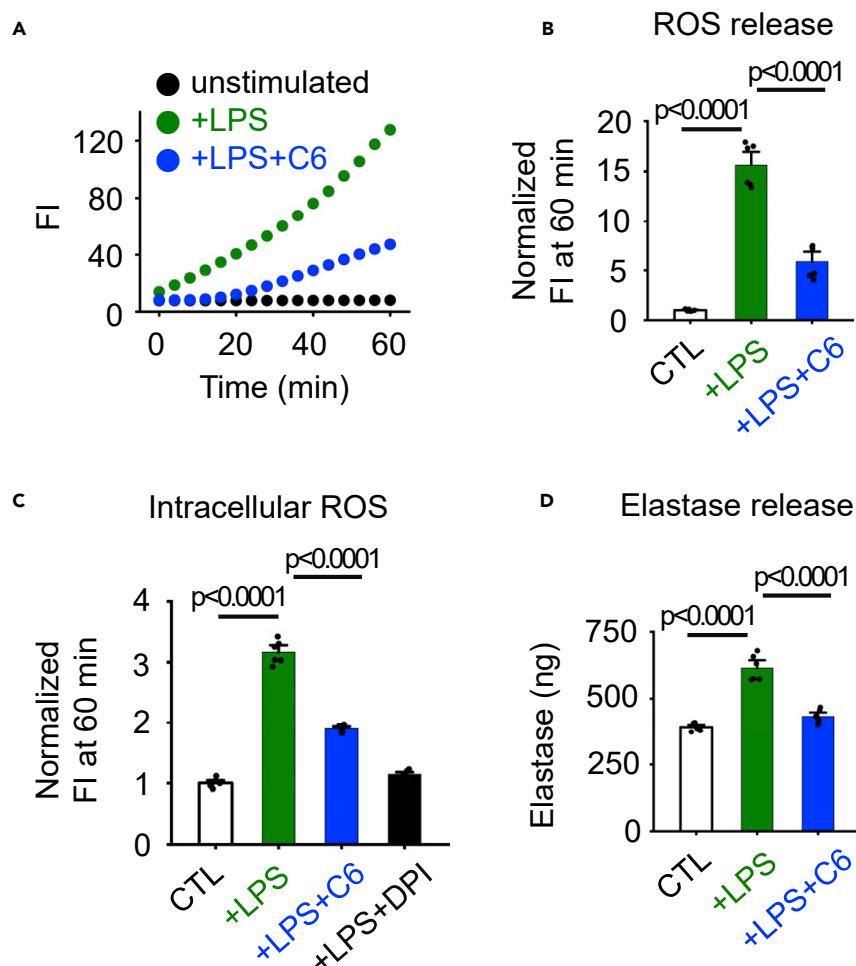 A
unstimulated
+LPS
+LPS+C6
120
80
40
0
FI
0
20
40
60
Time (min)
B
ROS release
p<0.0001
p<0.0001
20
15
10
5
0
Normalized
FI at 60 min
CTL
+LPS
+LPS+C6
C
Intracellular ROS
p<0.0001
p<0.0001
4
3
2
1
0
Normalized
FI at 60 min
CTL
+LPS
+LPS+C6
+LPS+DPI
D
Elastase release
p<0.0001
p<0.0001
750
500
250
0
Elastase (ng)
CTL
+LPS
+LPS+C6